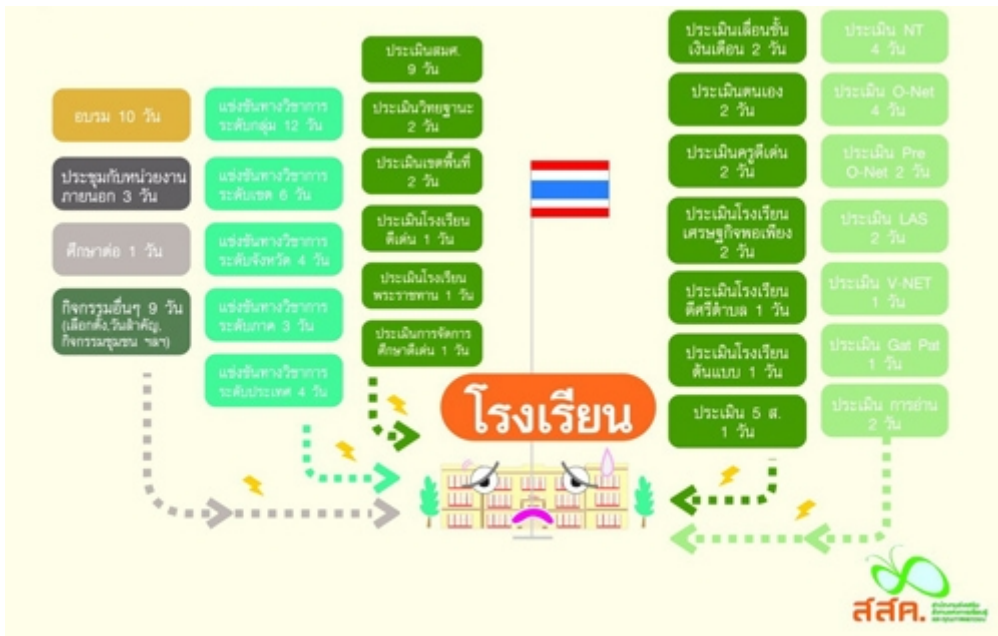 อบรม 10 วัน
ประชุมกับหน่วยงาน
ภายนอก 3 วัน
ศึกษาต่อ 1 วัน
กิจกรรมอื่นๆ 9 วัน
(เลือกตั้ง,วันสำคัญ,
กิจกรรมชุมชน ฯลฯ)
แข่งขันทางวิชาการ
ระดับกลุ่ม 12 วัน
แข่งขันทางวิชาการ
ระดับเขต 6 วัน
แข่งขันทางวิชาการ
ระดับจังหวัด 4 วัน
แข่งขันทางวิชาการ
ระดับภาค 3 วัน
แข่งขันทางวิชาการ
ระดับประเทศ 4 วัน
ประเมินสมศ.
9 วัน
ประเมินวิทยฐานะ
2 วัน
ประเมินเขตพื้นที่
2 วัน
ประเมินโรงเรียน
ดีเด่น 1 วัน
ประเมินโรงเรียน
พระราชทาน 1 วัน
ประเมินการจัดการ
ศึกษาดีเด่น 1 วัน
โรงเรียน
ประเมินเลื่อนขั้น
เงินเดือน 2 วัน
ประเมินตนเอง
2 วัน
ประเมินครูดีเด่น
2 วัน
ประเมินโรงเรียน
เศรษฐกิจพอเพียง
2 วัน
ประเมินโรงเรียน
ดีศรีตำบล 1 วัน
ประเมินโรงเรียน
ต้นแบบ 1 วัน
ประเมิน 5 ส.
1 วัน
ประเมิน NT
4 วัน
ประเมิน O-Net
4 วัน
ประเมิน Pre
O-Net 2 วัน
ประเมิน LAS
2 วัน
ประเมิน V-NET
1 วัน
ประเมิน Gat Pat
1 วัน
ประเมิน การอ่าน
2 วัน
สสค.